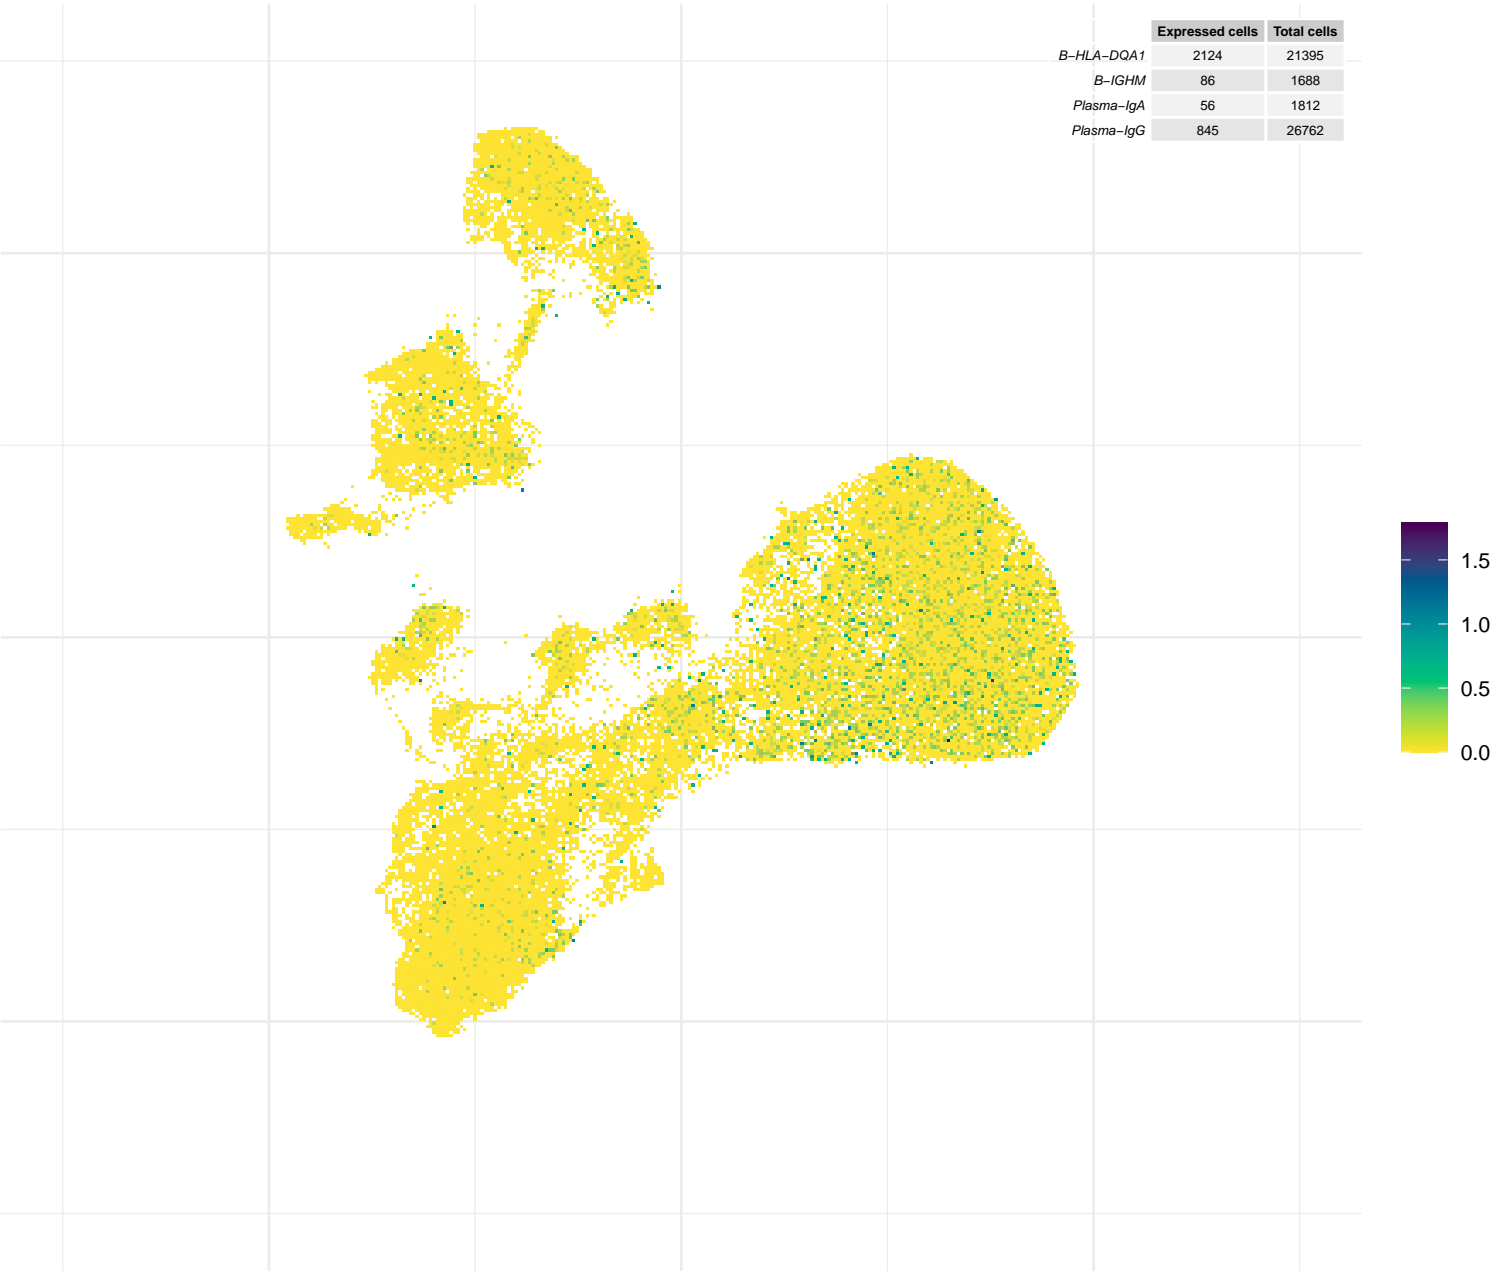 Expressed cells Total cells
B−HLA−DQA1 2124 21395
B−IGHM 86 1688
Plasma−IgA 56 1812
Plasma−IgG 845 26762
1.5
1.0
0.5
0.0